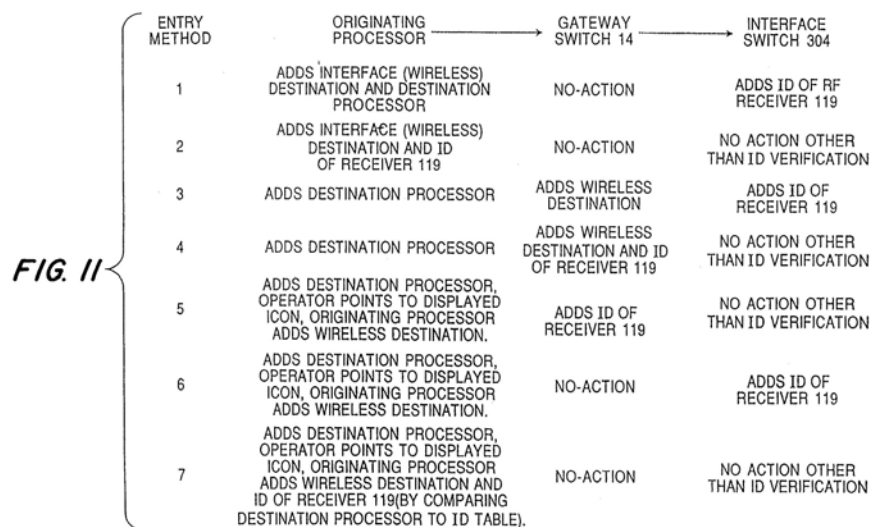 ENTRY METHOD
ORIGINATING PROCESSOR
GATEWAY SWITCH 14
INTERFACE SWITCH 304
FIG. 11
1
ADDS INTERFACE (WIRELESS)
DESTINATION AND DESTINATION
PROCESSOR
NO-ACTION
ADDS ID OF RF
RECEIVER 119
2
ADDS INTERFACE (WIRELESS)
DESTINATION AND ID
OF RECEIVER 119
NO-ACTION
NO ACTION OTHER
THAN ID VERIFICATION
3
ADDS DESTINATION PROCESSOR
ADDS WIRELESS
DESTINATION
ADDS ID OF
RECEIVER 119
4
ADDS DESTINATION PROCESSOR
ADDS WIRELESS
DESTINATION AND ID
OF RECEIVER 119
NO ACTION OTHER
THAN ID VERIFICATION
5
ADDS DESTINATION PROCESSOR,
OPERATOR POINTS TO DISPLAYED
ICON, ORIGINATING PROCESSOR
ADDS WIRELESS DESTINATION.
ADDS ID OF
RECEIVER 119
NO ACTION OTHER
THAN ID VERIFICATION
6
ADDS DESTINATION PROCESSOR,
OPERATOR POINTS TO DISPLAYED
ICON, ORIGINATING PROCESSOR
ADDS WIRELESS DESTINATION.
NO-ACTION
ADDS ID OF
RECEIVER 119
7
ADDS DESTINATION PROCESSOR,
OPERATOR POINTS TO DISPLAYED
ICON, ORIGINATING PROCESSOR
ADDS WIRELESS DESTINATION AND
ID OF RECEIVER 119(BY COMPARING
DESTINATION PROCESSOR TO ID TABLE).
NO-ACTION
NO ACTION OTHER
THAN ID VERIFICATION